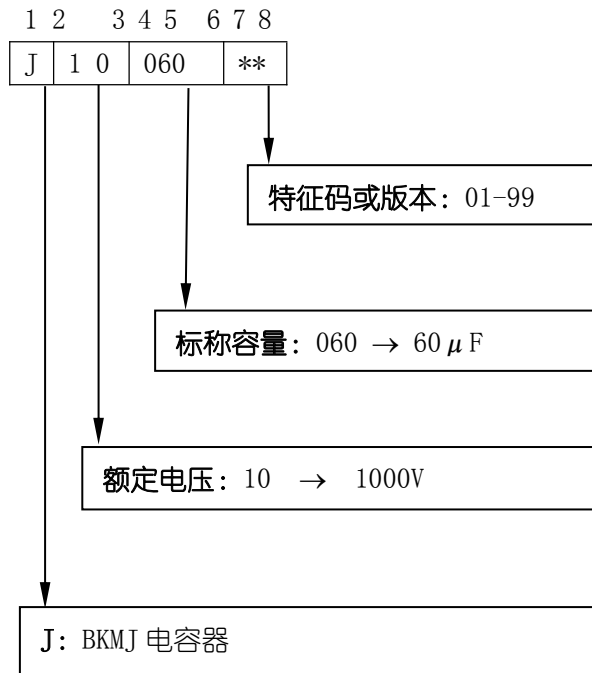 1 2 3 4 5 6 7 8
J 1 0 060 **
特征码或版本：01-99
标称容量：060 → 60μF
额定电压：10 → 1000V
J：BKMJ 电容器